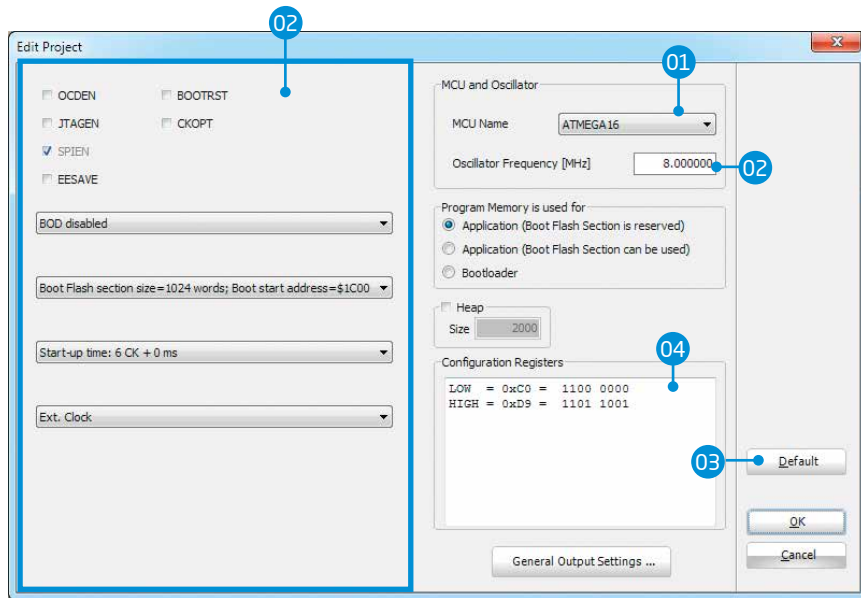 02
Edit Project
01
OCDEN
BOOTRST
JTAGEN
CKOPT
SPIEN
EESAVE
BOD disabled
Boot Flash section size=1024 words; Boot start address=$1C00
Start-up time: 6 CK + 0 ms
Ext. Clock
MCU and Oscillator
MCU Name
ATMEGA16
Oscillator Frequency [MHz]
8.000000
02
Program Memory is used for
Application (Boot Flash Section is reserved)
Application (Boot Flash Section can be used)
Bootloader
Heap
Size
2000
04
Configuration Registers
LOW = 0xC0 = 1100 0000
HIGH = 0xD9 = 1101 1001
General Output Settings ...
03
Default
OK
Cancel